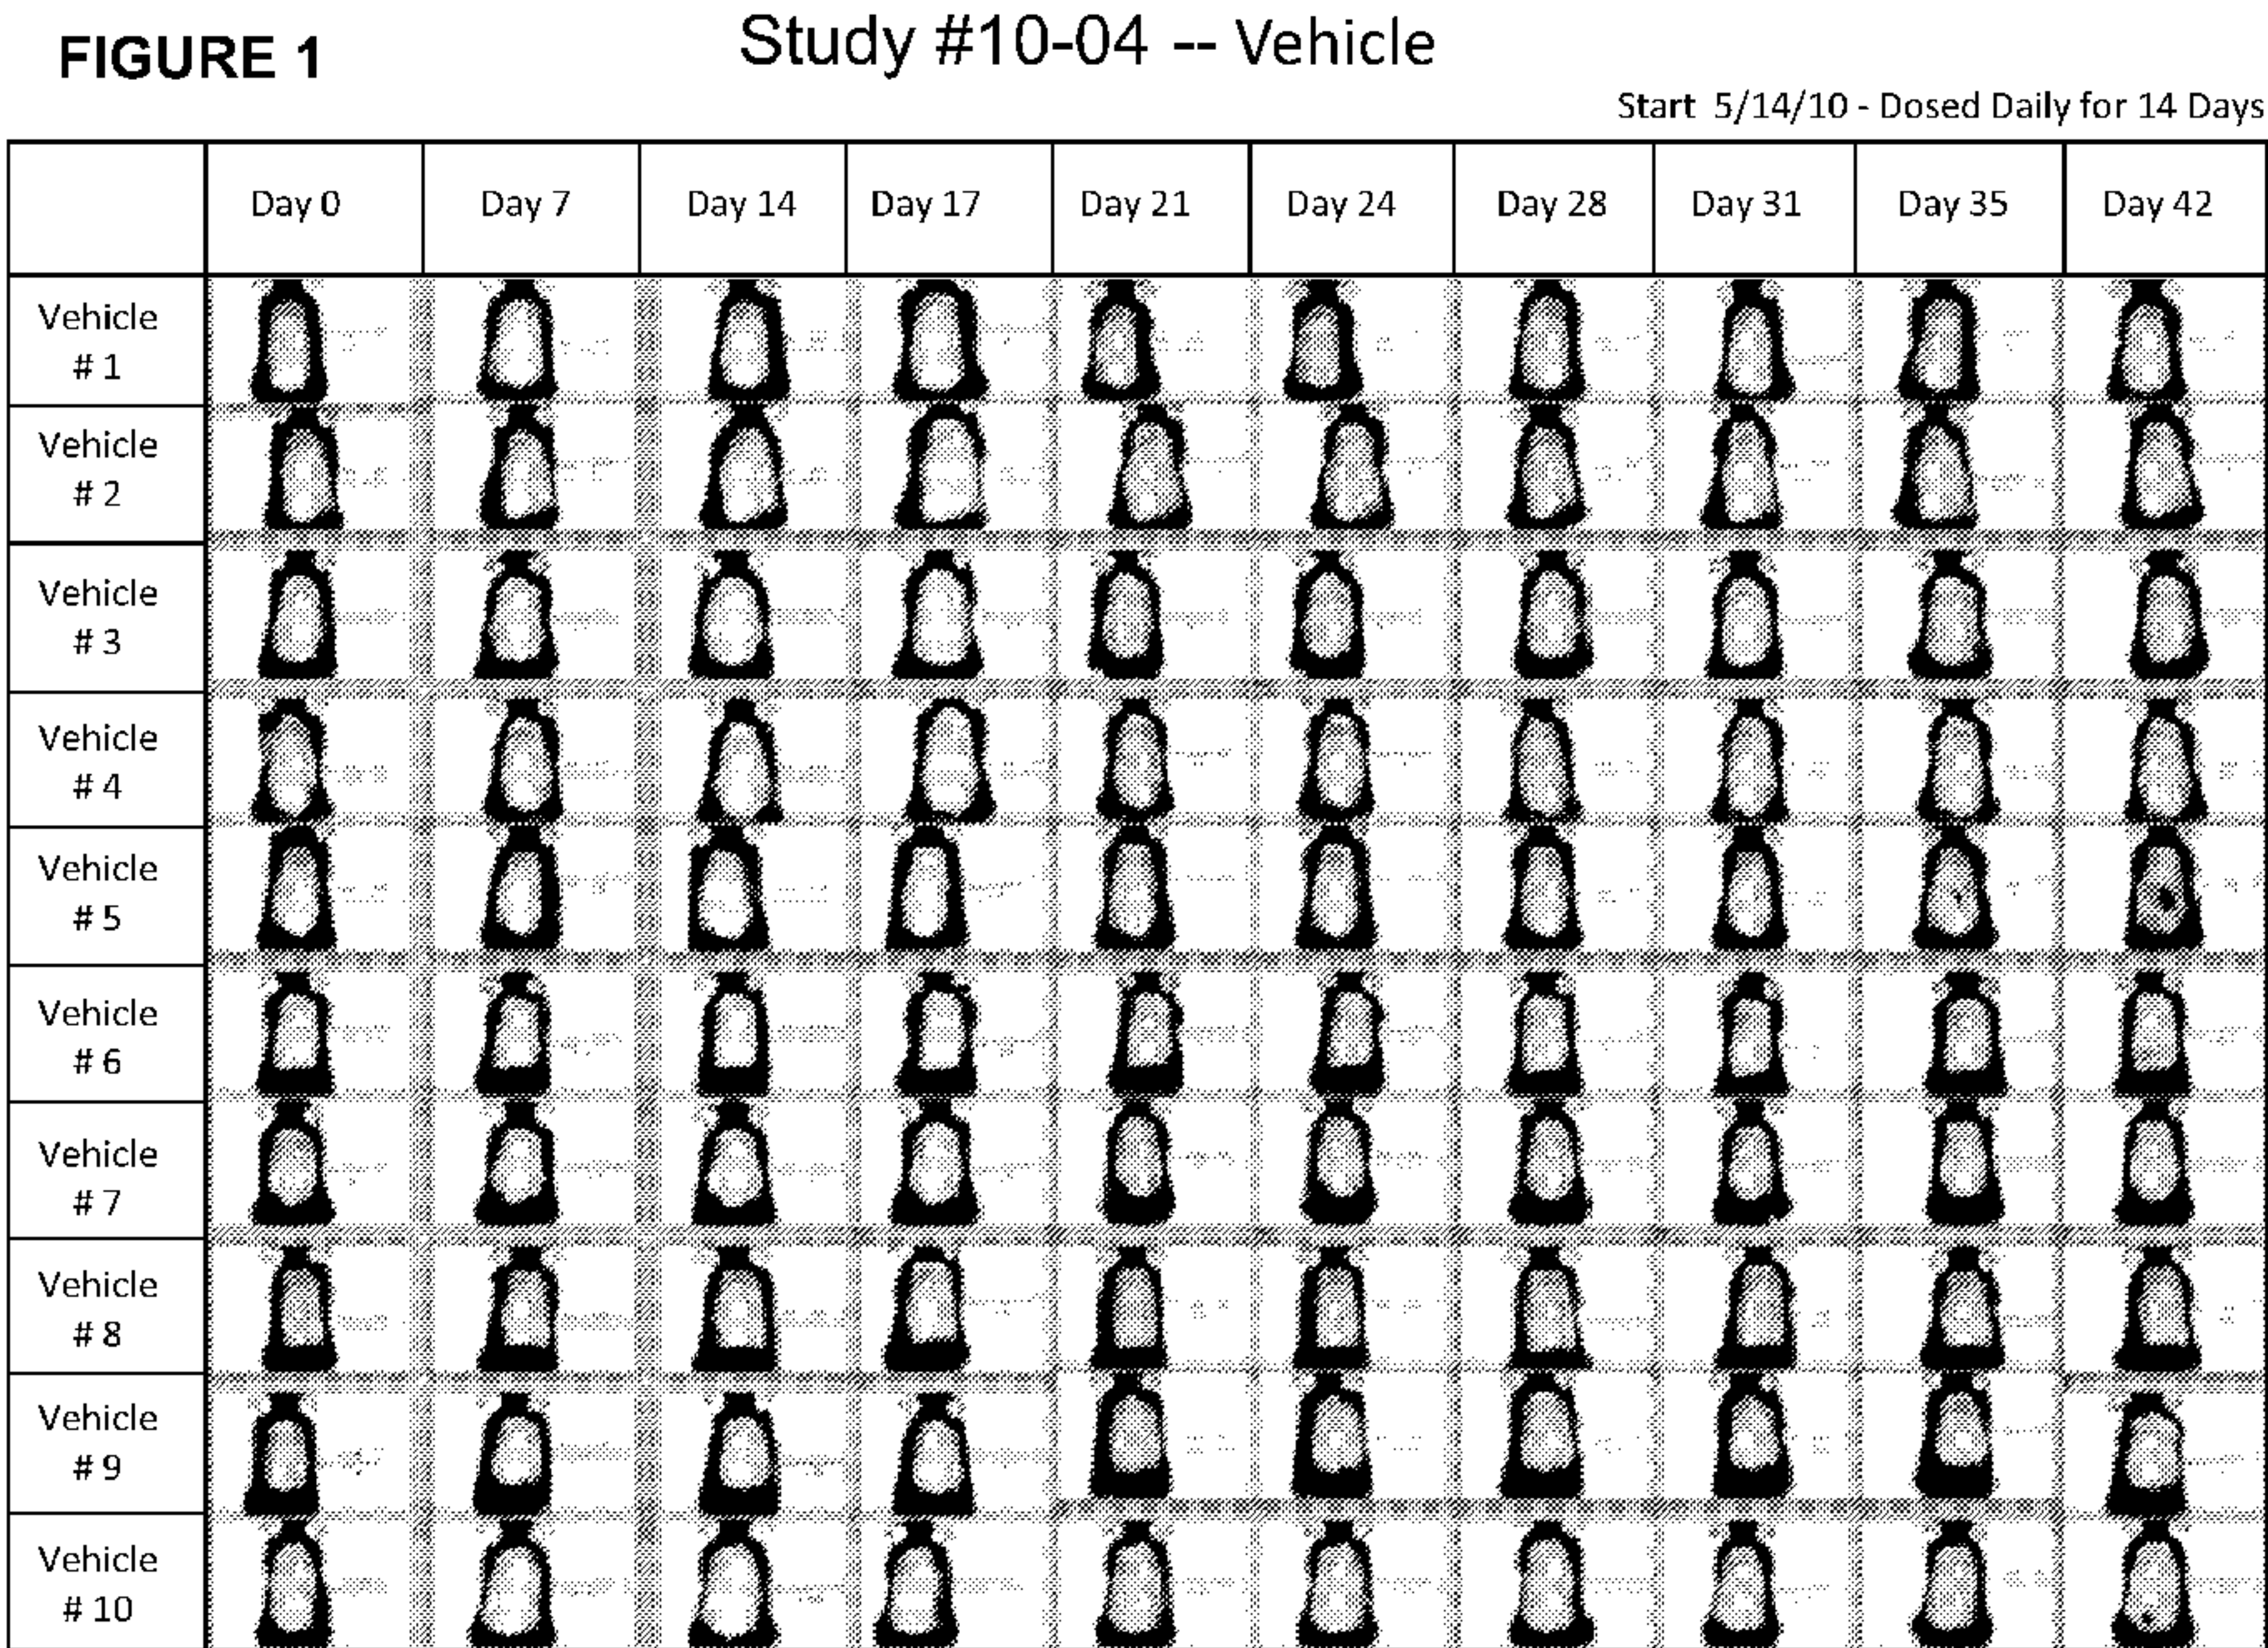 FIGURE 1
Study #10-04 -- Vehicle
Start 5/14/10 - Dosed Daily for 14 Days
Day 0 Day 7 Day 14 Day 17 Day 21 Day 24 Day 28 Day 31 Day 35 Day 42
Vehicle
# 1
Vehicle
# 2
Vehicle
# 3
Vehicle
# 4
Vehicle
# 5
Vehicle
# 6
Vehicle
# 7
Vehicle
# 8
Vehicle
# 9
Vehicle
# 10